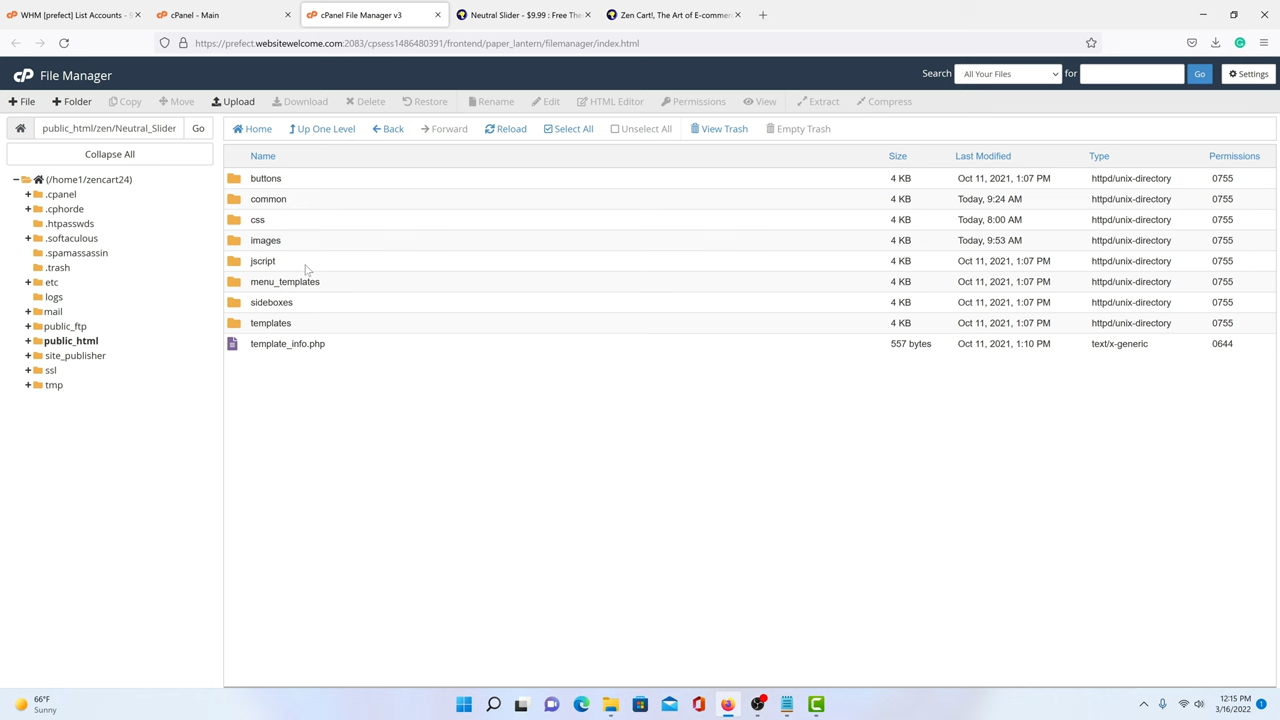 WHM [prefect] List Accounts - S
cPanel - Main
cPanel File Manager v3
Neutral Slider - $9.99 : Free The
Zen Cart!, The Art of E-comme
https://prefect.websitewelcome.com:2083/cpsess1486480391/frontend/paper_lantern/filemanager/index.html
cP File Manager
Search All Your Files for Go Settings
File Folder Copy Move Upload Download Delete Restore Rename Edit HTML Editor Permissions View Extract Compress
public_html/zen/Neutral_Slider Go
Home Up One Level Back Forward Reload Select All Unselect All View Trash Empty Trash
Collapse All
Name Size Last Modified Type Permissions
buttons 4 KB Oct 11, 2021, 1:07 PM httpd/unix-directory 0755
common 4 KB Today, 9:24 AM httpd/unix-directory 0755
css 4 KB Today, 8:00 AM httpd/unix-directory 0755
images 4 KB Today, 9:53 AM httpd/unix-directory 0755
jscript 4 KB Oct 11, 2021, 1:07 PM httpd/unix-directory 0755
menu_templates 4 KB Oct 11, 2021, 1:07 PM httpd/unix-directory 0755
sideboxes 4 KB Oct 11, 2021, 1:07 PM httpd/unix-directory 0755
templates 4 KB Oct 11, 2021, 1:07 PM httpd/unix-directory 0755
template_info.php 557 bytes Oct 11, 2021, 1:10 PM text/x-generic 0644
(/home1/zencart24)
.cpanel
.cphorde
.htpasswds
.softaculous
.spamassassin
.trash
etc
logs
mail
public_ftp
public_html
site_publisher
ssl
tmp
66°F
Sunny
12:15 PM
3/16/2022